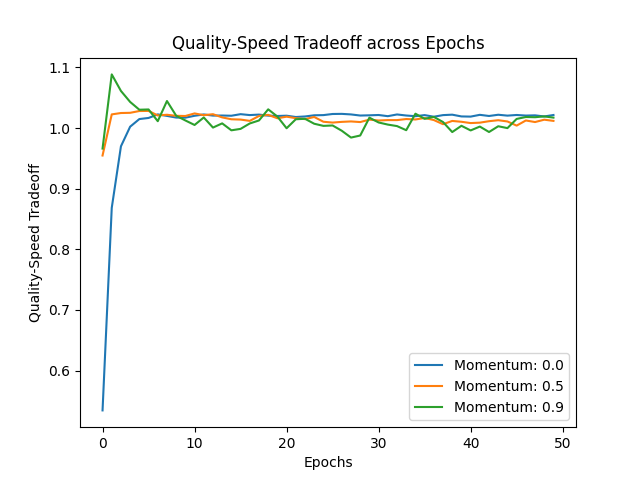 Quality-Speed Tradeoff across Epochs
Quality-Speed Tradeoff
1.1
1.0
0.9
0.8
0.7
0.6
Momentum: 0.0
Momentum: 0.5
Momentum: 0.9
0
10
20
30
40
50
Epochs